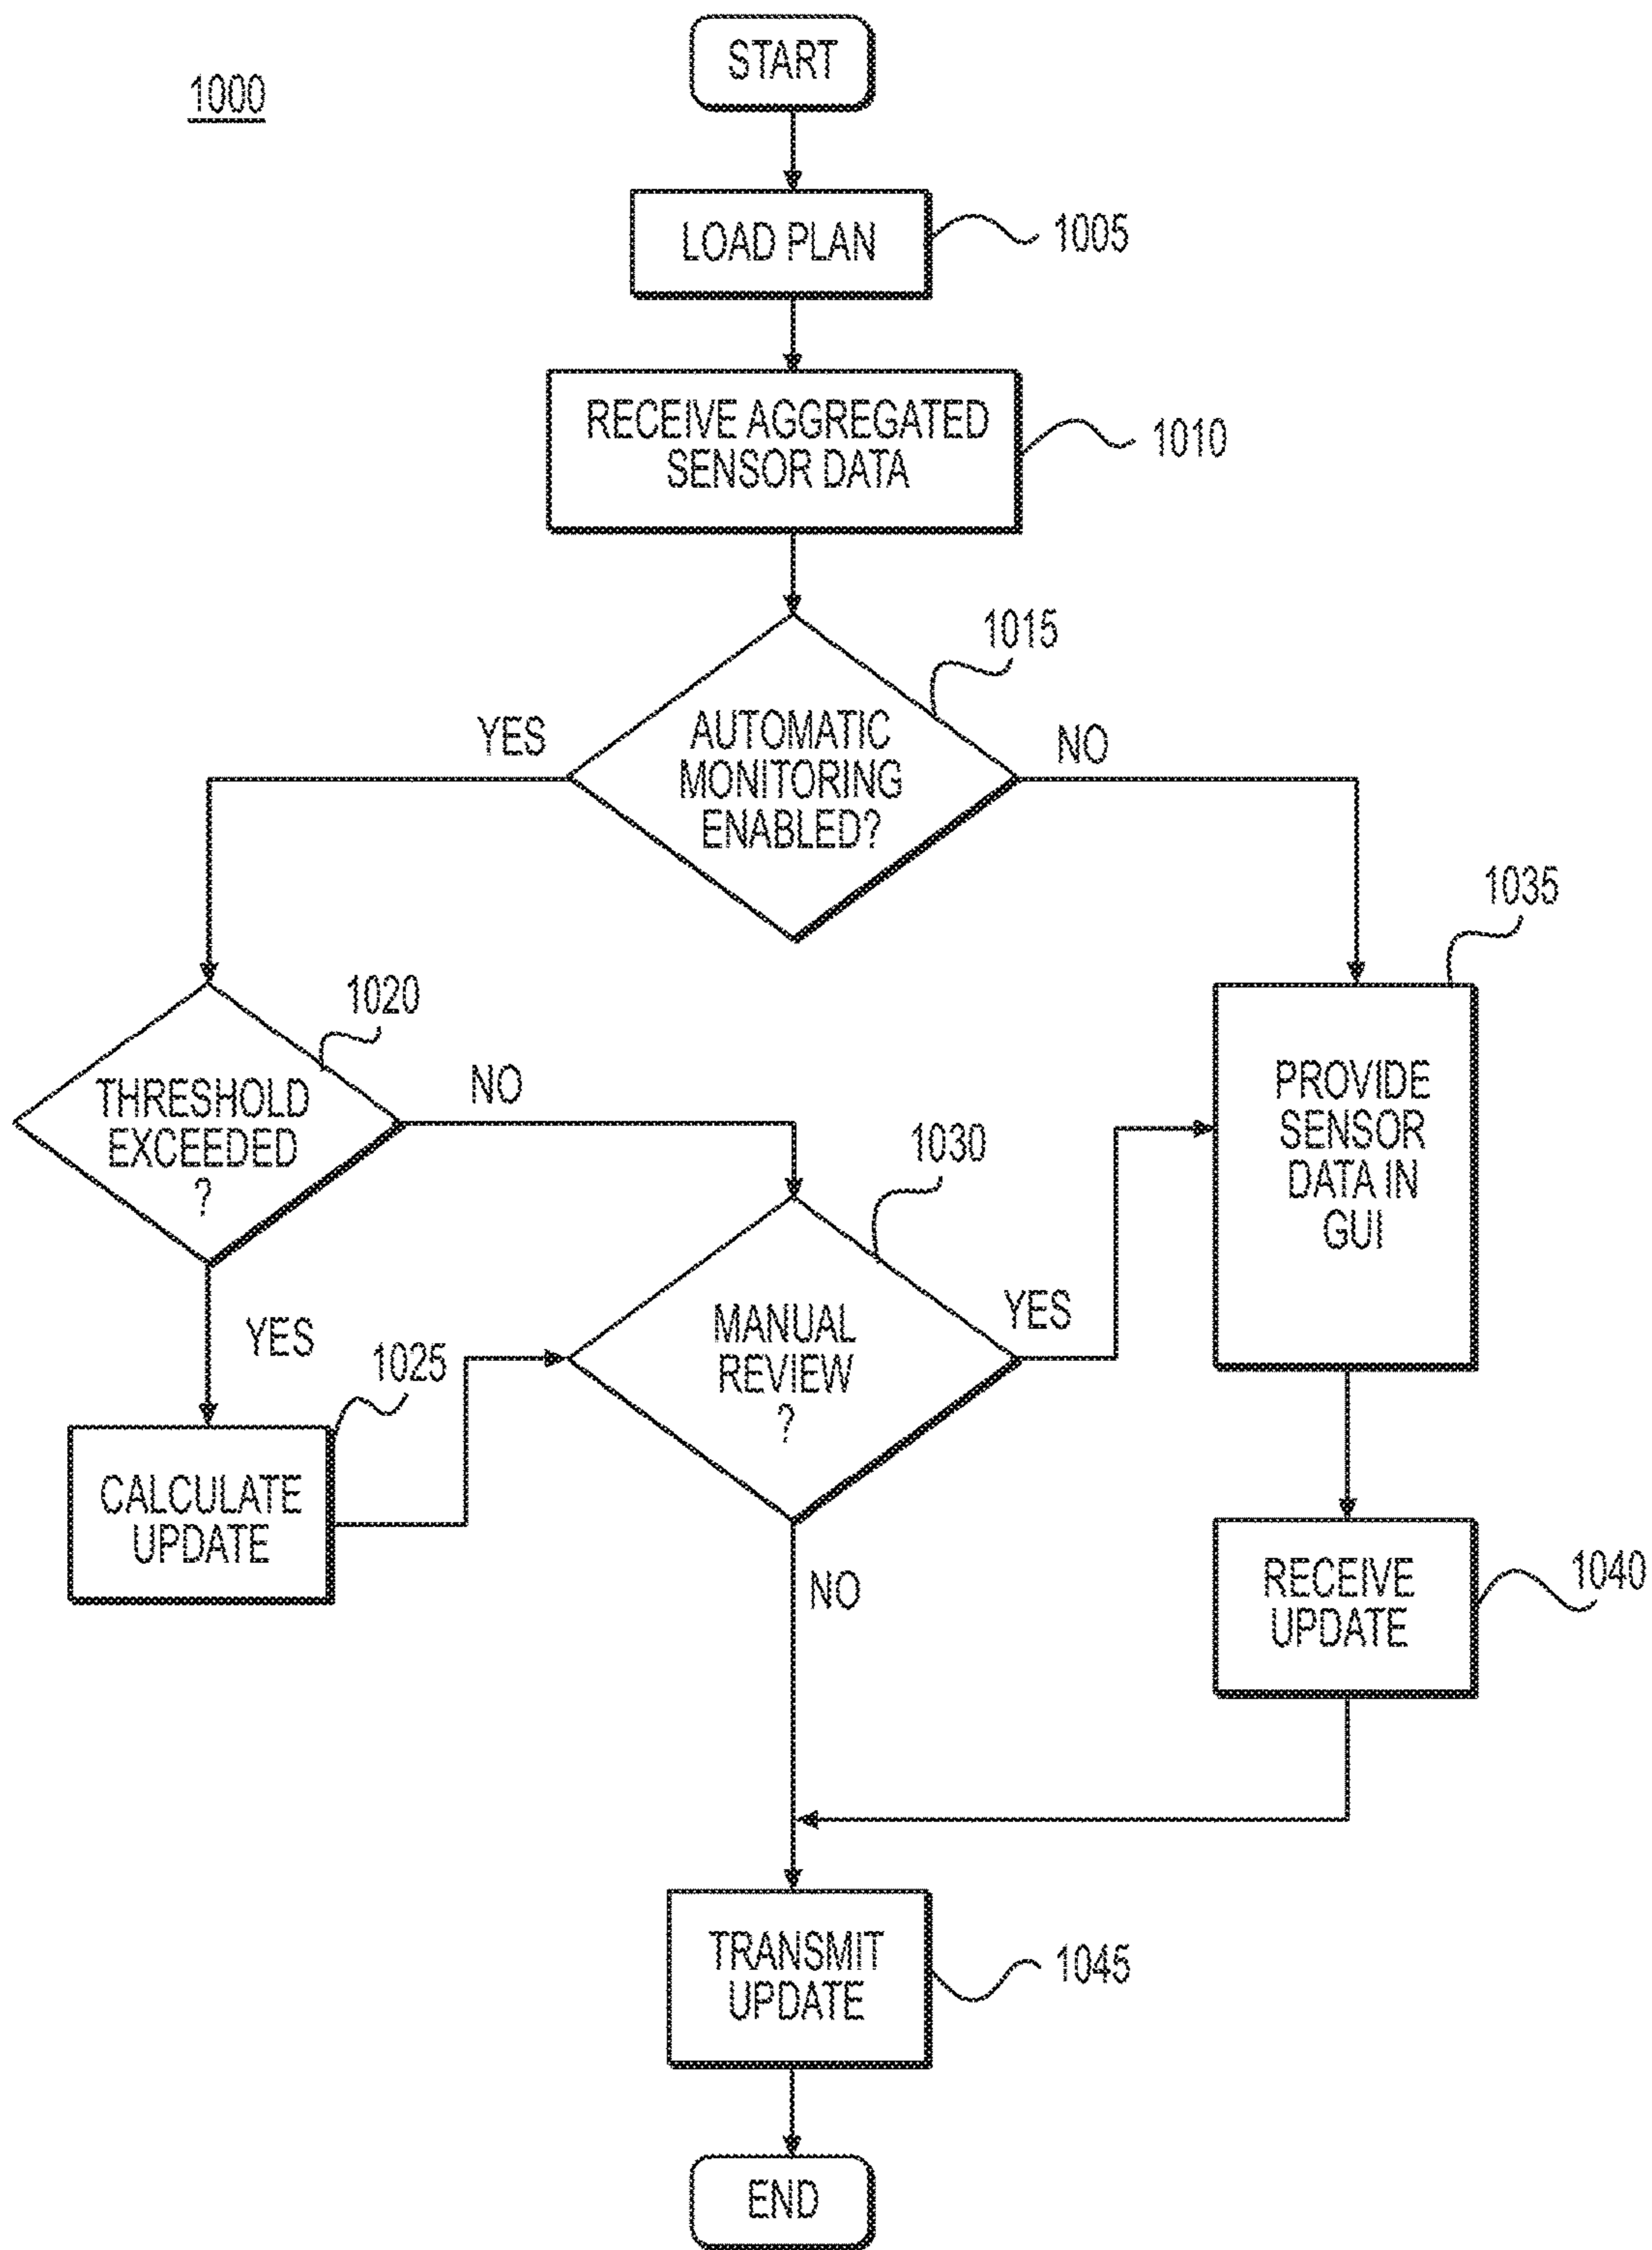 START
1000
LOAD PLAN
1005
RECEIVE AGGREGATED
SENSOR DATA
1010
1015
YES
AUTOMATIC
MONITORING
ENABLED?
NO
1035
1020
THRESHOLD
EXCEEDED
?
NO
PROVIDE
SENSOR
DATA IN
GUI
1030
YES
MANUAL
REVIEW
?
YES
1025
CALCULATE
UPDATE
NO
RECEIVE
UPDATE
1040
TRANSMIT
UPDATE
1045
END